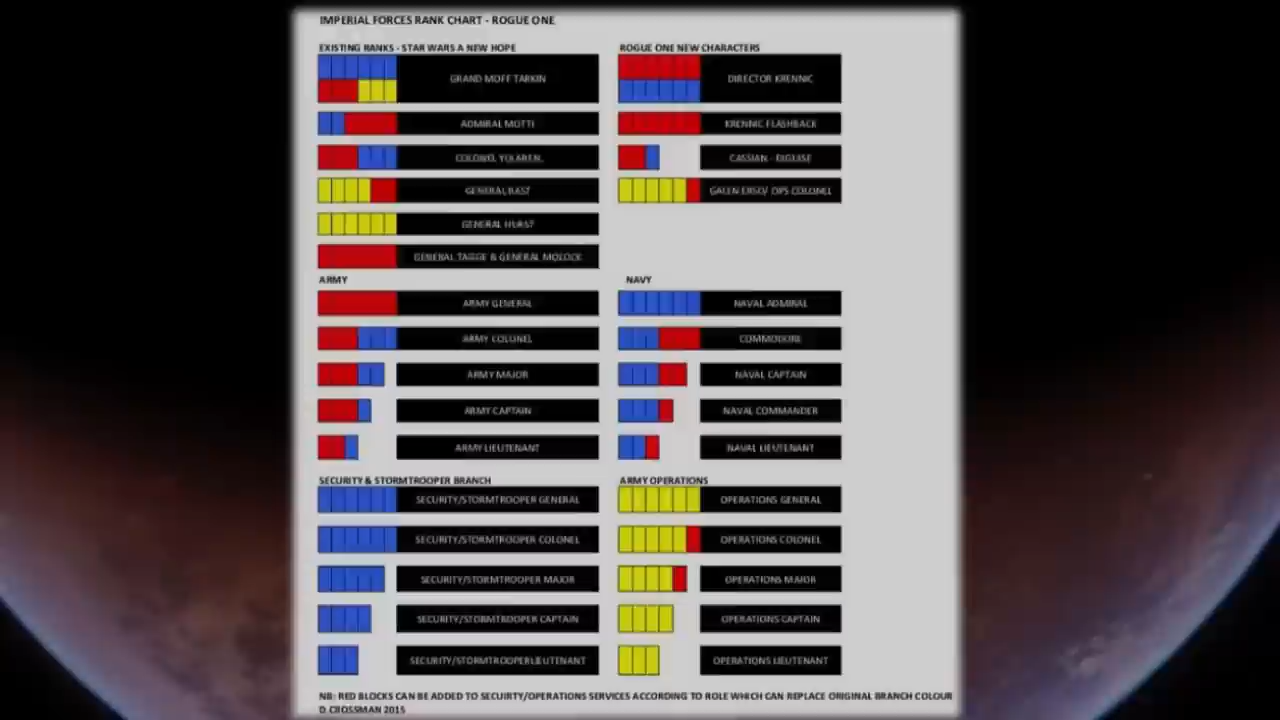 IMPERIAL FORCES RANK CHART - ROGUE ONE
EXISTING RANKS - STAR WARS A NEW HOPE
GRAND MOFF TARKIN
ADMIRAL MOTTI
COLONEL YULAREN
GENERAL BAST
GENERAL HURST
GENERAL TAGGE & GENERAL MOLOCK
ROGUE ONE NEW CHARACTERS
DIRECTOR KRENNIC
KRENNIC FLASHBACK
CASSIAN - DIGUISE
GALEN ERSO/ OPS COLONEL
ARMY
ARMY GENERAL
ARMY COLONEL
ARMY MAJOR
ARMY CAPTAIN
ARMY LIEUTENANT
NAVY
NAVAL ADMIRAL
COMMODORE
NAVAL CAPTAIN
NAVAL COMMANDER
NAVAL LIEUTENANT
SECURITY & STORMTROOPER BRANCH
SECURITY/STORMTROOPER GENERAL
SECURITY/STORMTROOPER COLONEL
SECURITY/STORMTROOPER MAJOR
SECURITY/STORMTROOPER CAPTAIN
SECURITY/STORMTROOPERLIEUTENANT
ARMY OPERATIONS
OPERATIONS GENERAL
OPERATIONS COLONEL
OPERATIONS MAJOR
OPERATIONS CAPTAIN
OPERATIONS LIEUTENANT
NB: RED BLOCKS CAN BE ADDED TO SECUIRTY/OPERATIONS SERVICES ACCORDING TO ROLE WHICH CAN REPLACE ORIGINAL BRANCH COLOUR
D. CROSSMAN 2015